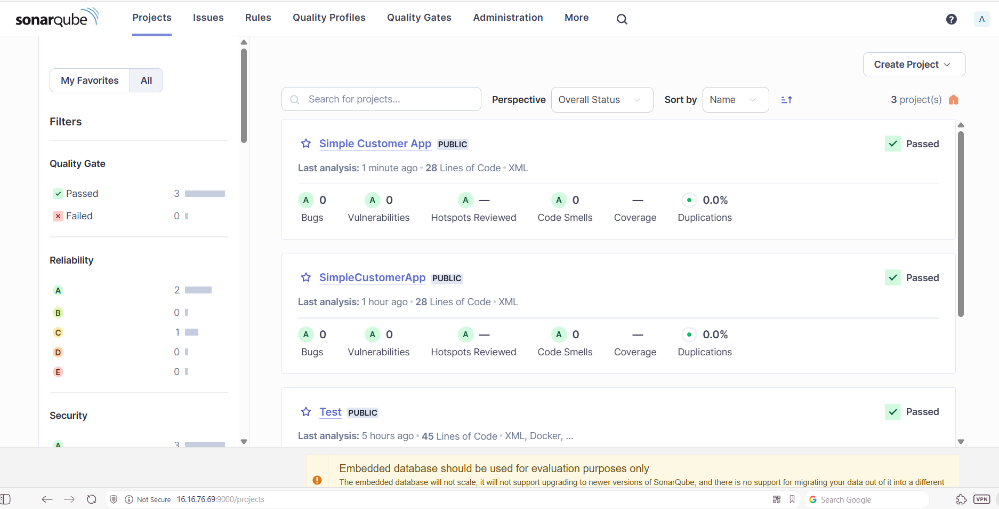 sonarqube Projects Issues Rules Quality Profiles Quality Gates Administration More A
My Favorites All
Filters
Quality Gate
Passed 3
Failed 0
Reliability
A 2
B 0
C 1
D 0
E 0
Security
A 3
Create Project
Search for projects... Perspective Overall Status Sort by Name 3 project(s)
Simple Customer App PUBLIC Passed
Last analysis: 1 minute ago • 28 Lines of Code • XML
A 0 A 0 A — A 0 — 0.0%
Bugs Vulnerabilities Hotspots Reviewed Code Smells Coverage Duplications
SimpleCustomerApp PUBLIC Passed
Last analysis: 1 hour ago • 28 Lines of Code • XML
A 0 A 0 A — A 0 — 0.0%
Bugs Vulnerabilities Hotspots Reviewed Code Smells Coverage Duplications
Test PUBLIC Passed
Last analysis: 5 hours ago • 45 Lines of Code • XML, Docker, ...
Embedded database should be used for evaluation purposes only
The embedded database will not scale, it will not support upgrading to newer versions of SonarQube, and there is no support for migrating your data out of it into a different
Not Secure 16.16.76.69:9000/projects Search Google VPN